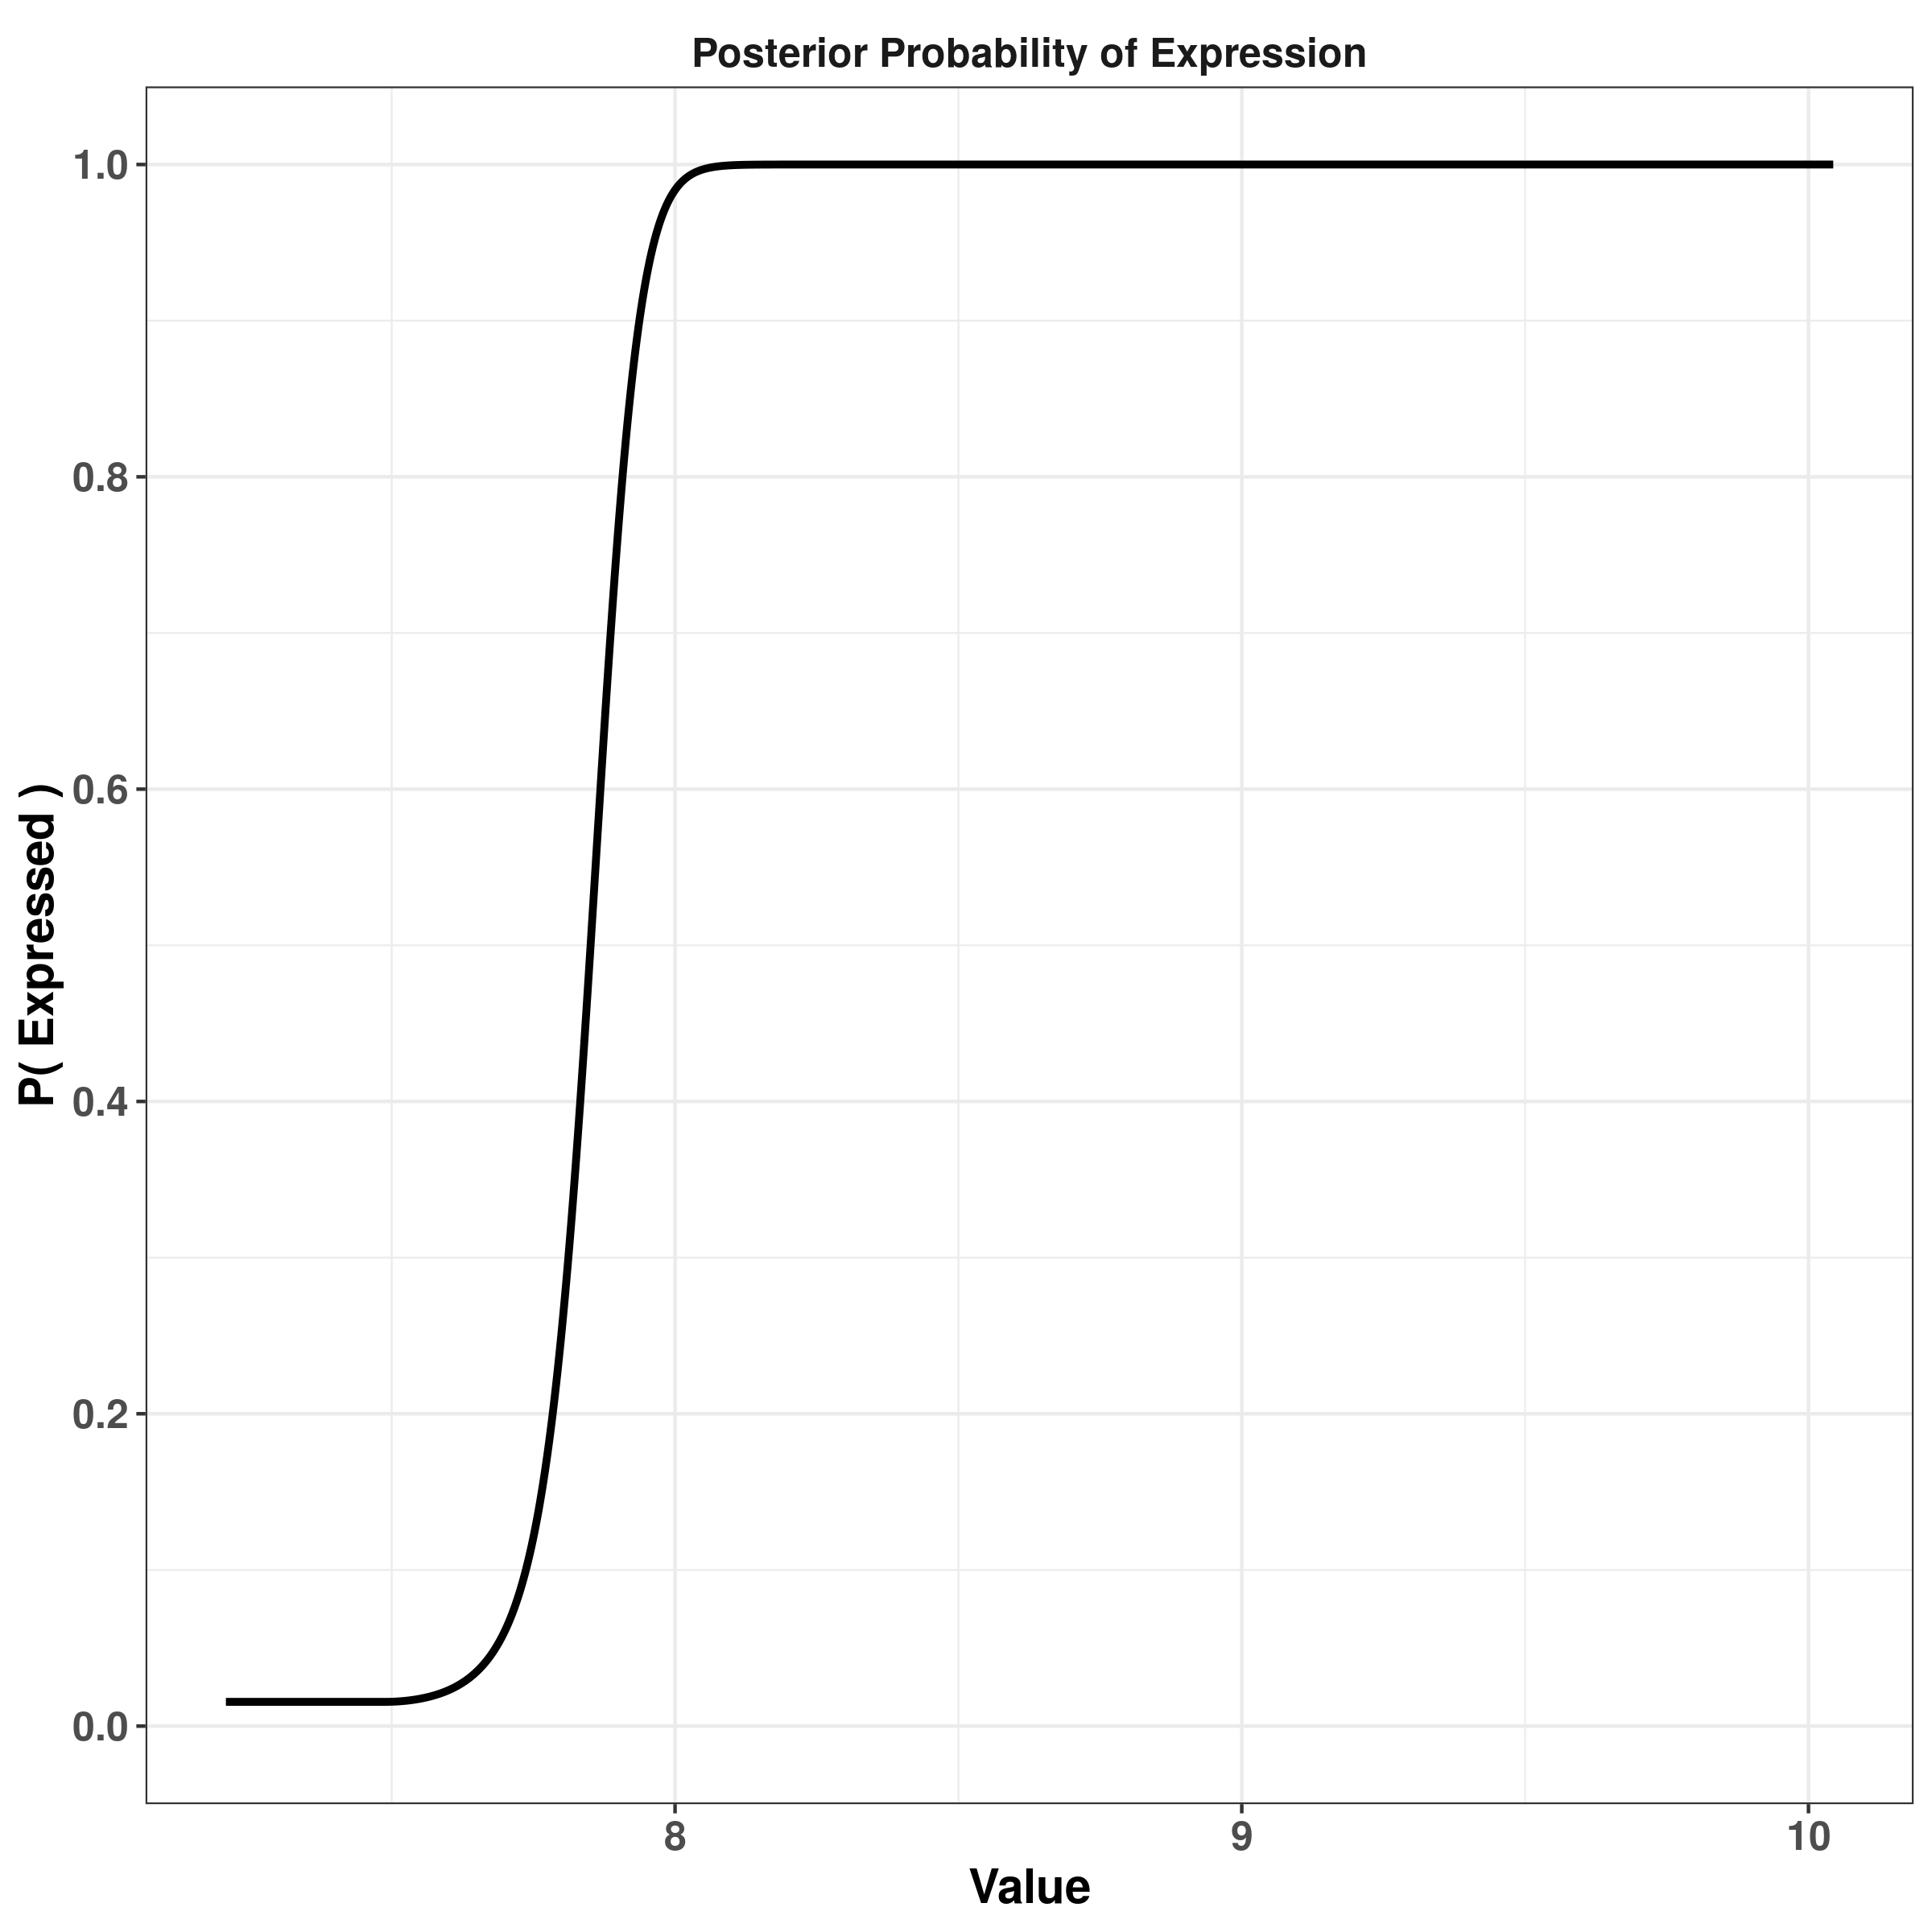 Posterior Probability of Expression
1.0
0.8
0.6
0.4
0.2
0.0
P( Expressed )
8 9 10
Value